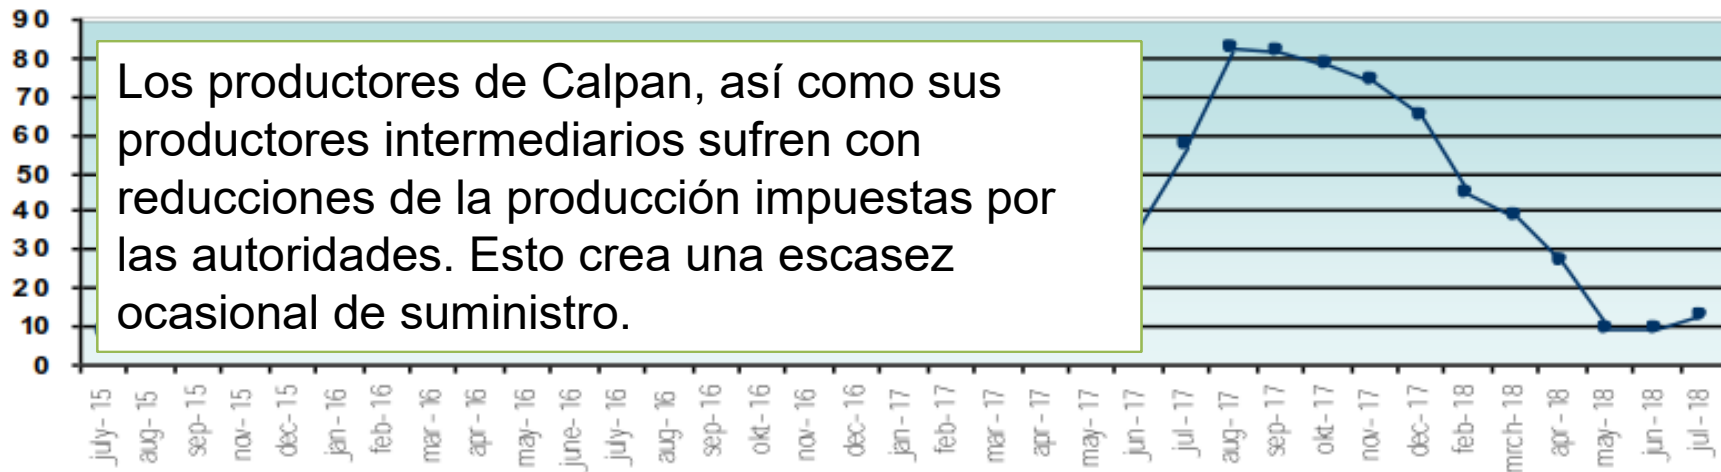 90
80
70
60
50
40
30
20
10
0
Los productores de Calpan, así como sus
productores intermediarios sufren con
reducciones de la producción impuestas por
las autoridades. Esto crea una escasez
ocasional de suministro.
july- 15
aug- 15
sep- 15
nov- 15
dec- 15
jan- 16
feb- 16
mar- 16
apr- 16
may- 16
june- 16
july- 16
aug- 16
sep- 16
okt- 16
nov- 16
dec- 16
jan- 17
feb- 17
mar- 17
apr- 17
may- 17
jun- 17
jul- 17
aug- 17
sep- 17
okt- 17
nov- 17
dec- 17
feb- 18
mrch- 18
apr- 18
may- 18
jun- 18
jul- 18